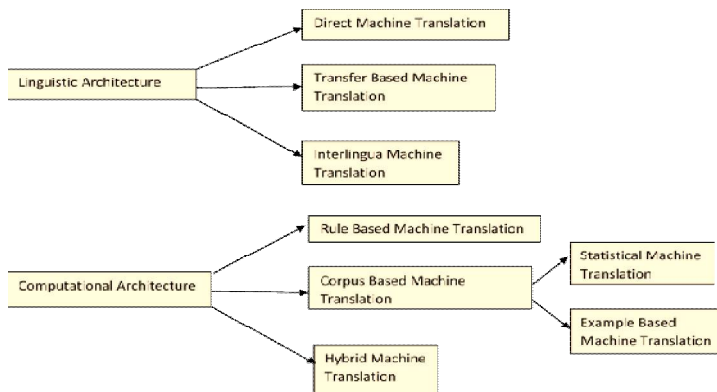 Direct Machine Translation
Linguistic Architecture
Transfer Based Machine
Translation
Interlingua Machine
Translation
Rule Based Machine Translation
Computational Architecture
Corpus Based Machine
Translation
Statistical Machine
Translation
Example Based
Machine Translation
Hybrid Machine
Translation